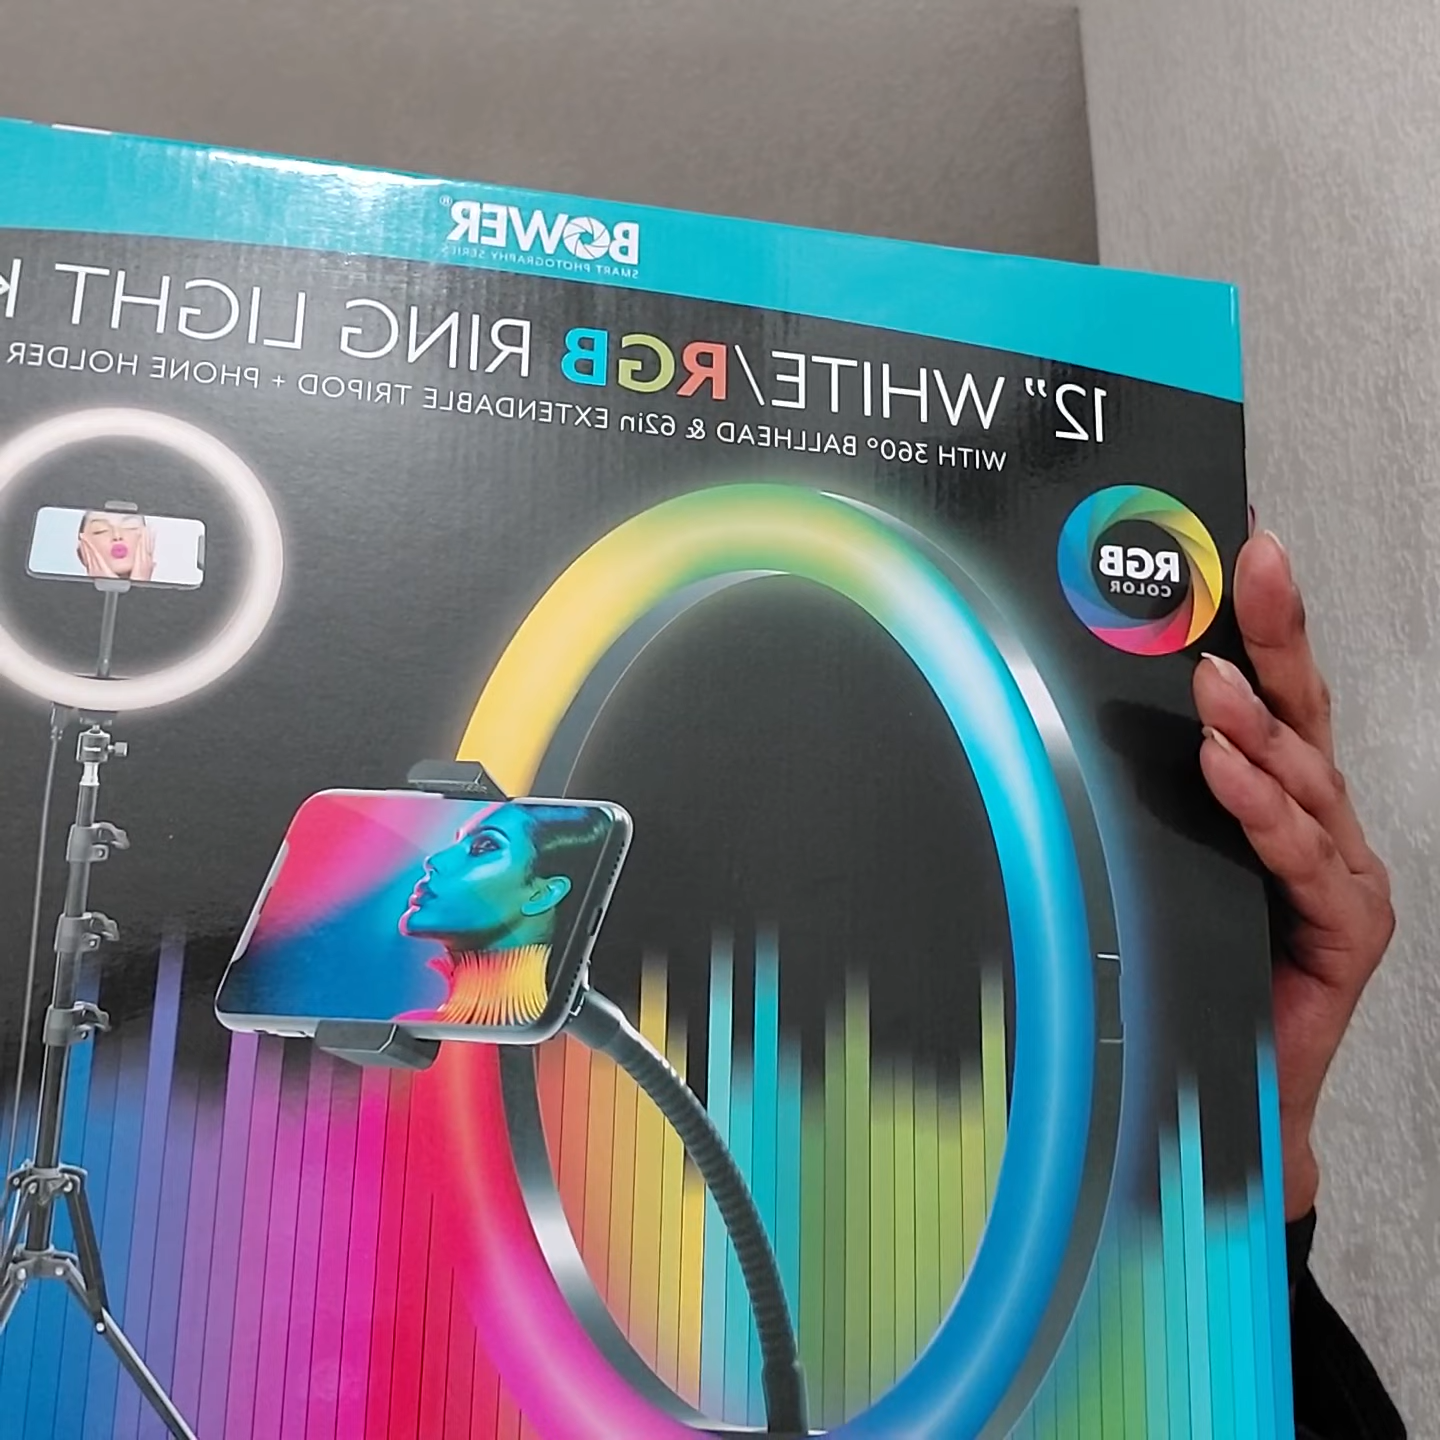 BOWER®
SMART PHOTOGRAPHY SERIES
12” WHITE/RGB RING LIGHT K
WITH 360° BALLHEAD & 62in EXTENDABLE TRIPOD + PHONE HOLDER
RGB
COLOR